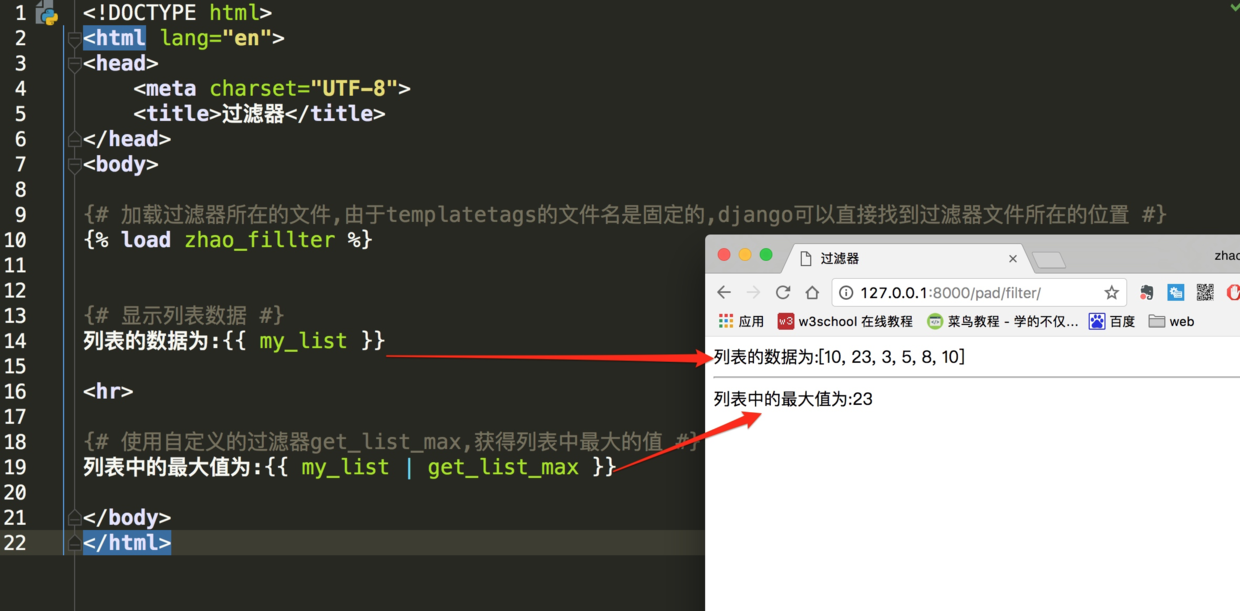 1 <!DOCTYPE html>
2 <html lang="en">
3 <head>
4 <meta charset="UTF-8">
5 <title>过滤器</title>
6 </head>
7 <body>
8
9 {# 加载过滤器所在的文件,由于templatetags的文件名是固定的,django可以直接找到过滤器文件所在的位置 #}
10 {% load zhao_fillter %}
11
12
13 {# 显示列表数据 #}
14 列表的数据为:{{ my_list }}
15
16 <hr>
17
18 {# 使用自定义的过滤器get_list_max,获得列表中最大的值 #}
19 列表中的最大值为:{{ my_list | get_list_max }}
20
21 </body>
22 </html>
过滤器 zhao
127.0.0.1:8000/pad/filter/
应用 w3 w3school 在线教程 菜鸟教程 - 学的不仅... 百度 web
列表的数据为:[10, 23, 3, 5, 8, 10]
列表中的最大值为:23